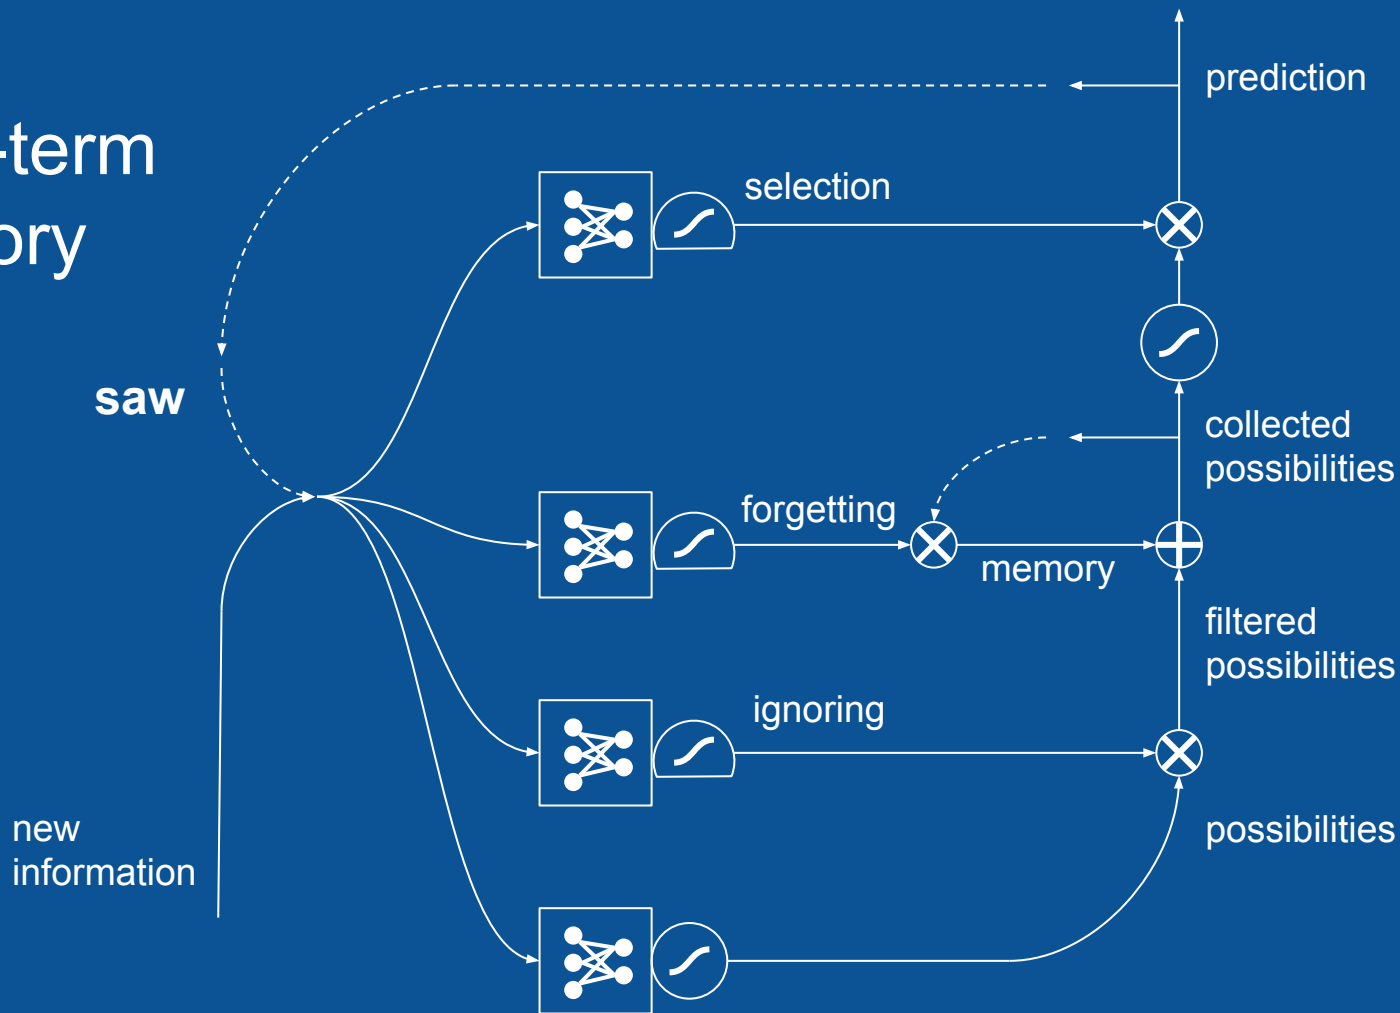 -term
ory
prediction
selection
saw
collected
possibilities
forgetting
memory
filtered
possibilities
ignoring
new
information
possibilities